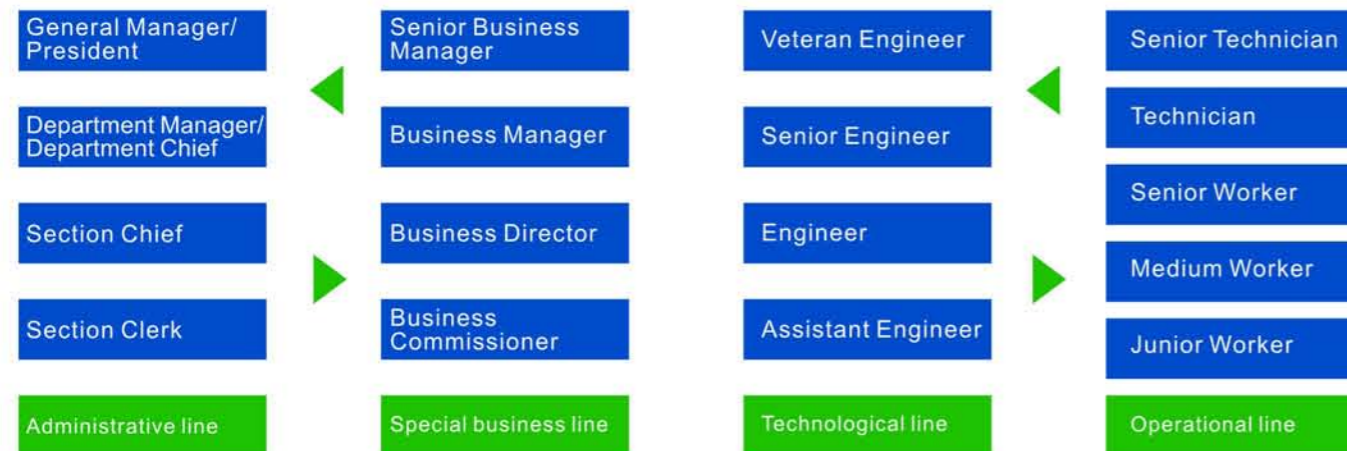 General Manager/
President
Department Manager/
Department Chief
Section Chief
Section Clerk
Administrative line
Senior Business
Manager
Business Manager
Business Director
Business
Commissioner
Special business line
Veteran Engineer
Senior Engineer
Engineer
Assistant Engineer
Technological line
Senior Technician
Technician
Senior Worker
Medium Worker
Junior Worker
Operational line